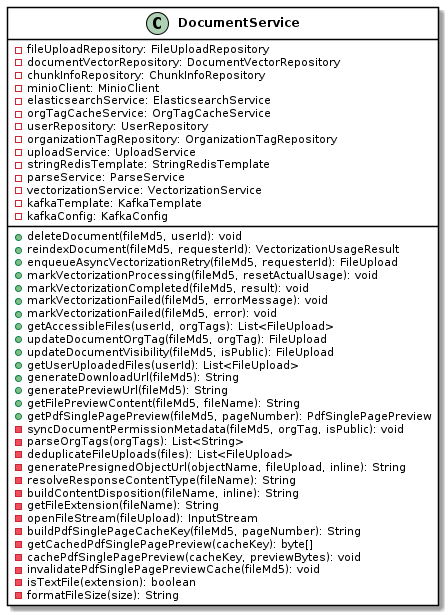 C DocumentService
fileUploadRepository: FileUploadRepository
documentVectorRepository: DocumentVectorRepository
chunkInfoRepository: ChunkInfoRepository
minioClient: MinioClient
elasticsearchService: ElasticsearchService
orgTagCacheService: OrgTagCacheService
userRepository: UserRepository
organizationTagRepository: OrganizationTagRepository
uploadService: UploadService
stringRedisTemplate: StringRedisTemplate
parseService: ParseService
vectorizationService: VectorizationService
kafkaTemplate: KafkaTemplate
kafkaConfig: KafkaConfig
deleteDocument(fileMd5, userId): void
reindexDocument(fileMd5, requesterId): VectorizationUsageResult
enqueueAsyncVectorizationRetry(fileMd5, requesterId): FileUpload
markVectorizationProcessing(fileMd5, resetActualUsage): void
markVectorizationCompleted(fileMd5, result): void
markVectorizationFailed(fileMd5, errorMessage): void
markVectorizationFailed(fileMd5, error): void
getAccessibleFiles(userId, orgTags): List<FileUpload>
updateDocumentOrgTag(fileMd5, orgTag): FileUpload
updateDocumentVisibility(fileMd5, isPublic): FileUpload
getUserUploadedFiles(userId): List<FileUpload>
generateDownloadUrl(fileMd5): String
generatePreviewUrl(fileMd5): String
getFilePreviewContent(fileMd5, fileName): String
getPdfSinglePagePreview(fileMd5, pageNumber): PdfSinglePagePreview
syncDocumentPermissionMetadata(fileMd5, orgTag, isPublic): void
parseOrgTags(orgTags): List<String>
deduplicateFileUploads(files): List<FileUpload>
generatePresignedObjectUrl(objectName, fileUpload, inline): String
resolveResponseContentType(fileName): String
buildContentDisposition(fileName, inline): String
getFileExtension(fileName): String
openFileStream(fileUpload): InputStream
buildPdfSinglePageCacheKey(fileMd5, pageNumber): String
getCachedPdfSinglePagePreview(cacheKey): byte[]
cachePdfSinglePagePreview(cacheKey, previewBytes): void
invalidatePdfSinglePagePreviewCache(fileMd5): void
isTextFile(extension): boolean
formatFileSize(size): String